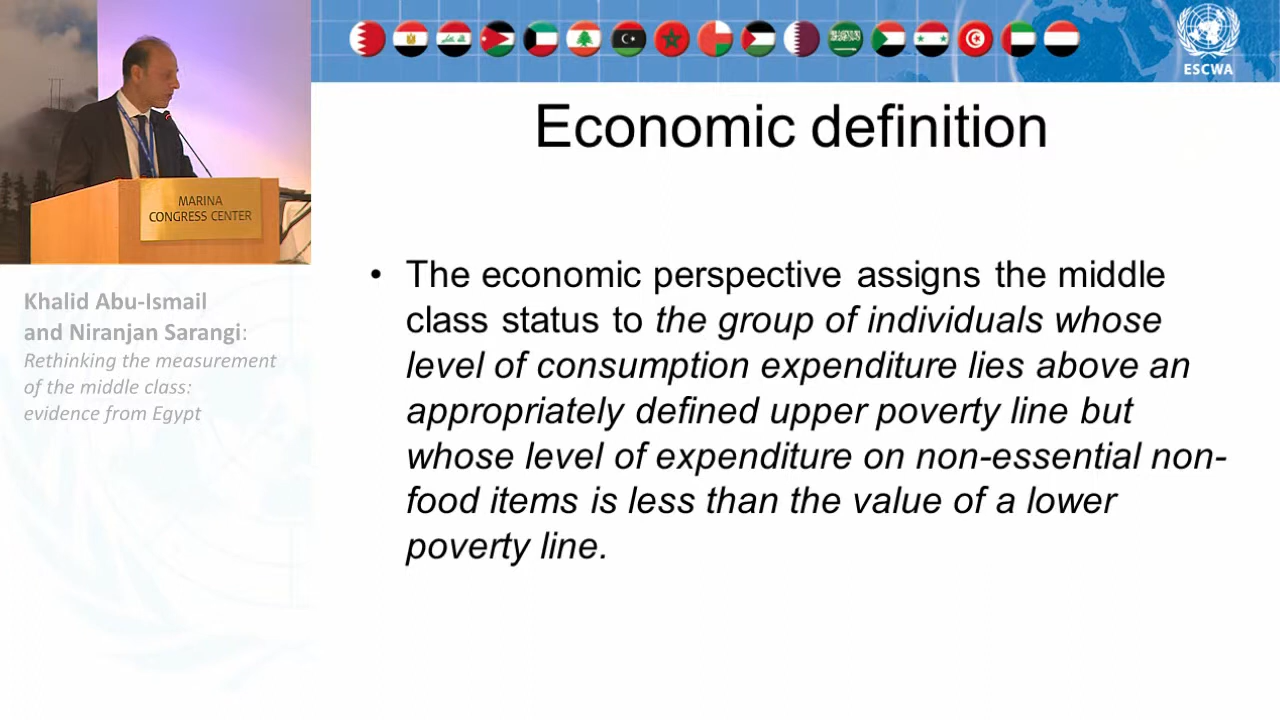 ESCWA
MARINA
CONGRESS CENTER
Economic definition
Khalid Abu-Ismail
and Niranjan Sarangi:
Rethinking the measurement
of the middle class:
evidence from Egypt
• The economic perspective assigns the middle
class status to the group of individuals whose
level of consumption expenditure lies above an
appropriately defined upper poverty line but
whose level of expenditure on non-essential non-
food items is less than the value of a lower
poverty line.